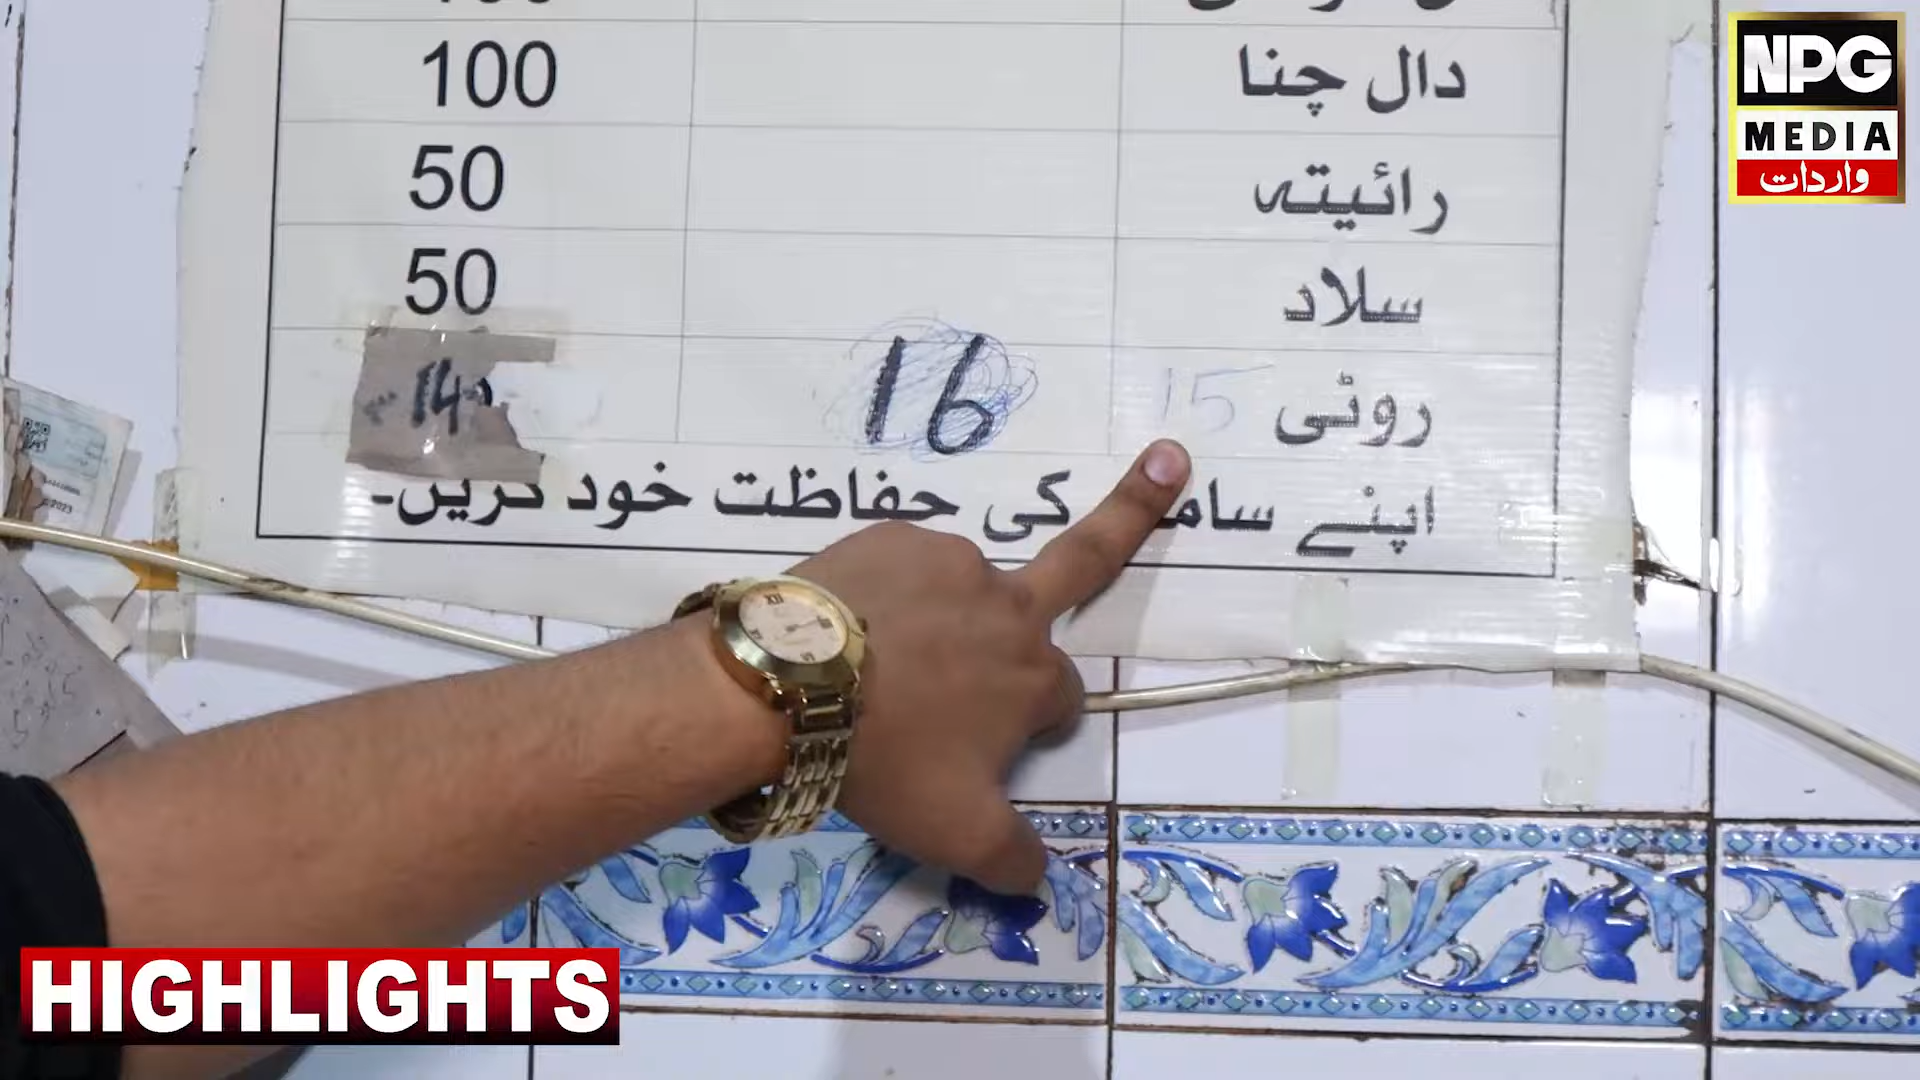 دال چنا 100
رائیتہ 50
سلاد 50
روٹی 15 16 14
اپنے کی حفاظت خود کریں۔
NPG
MEDIA
واردات
HIGHLIGHTS